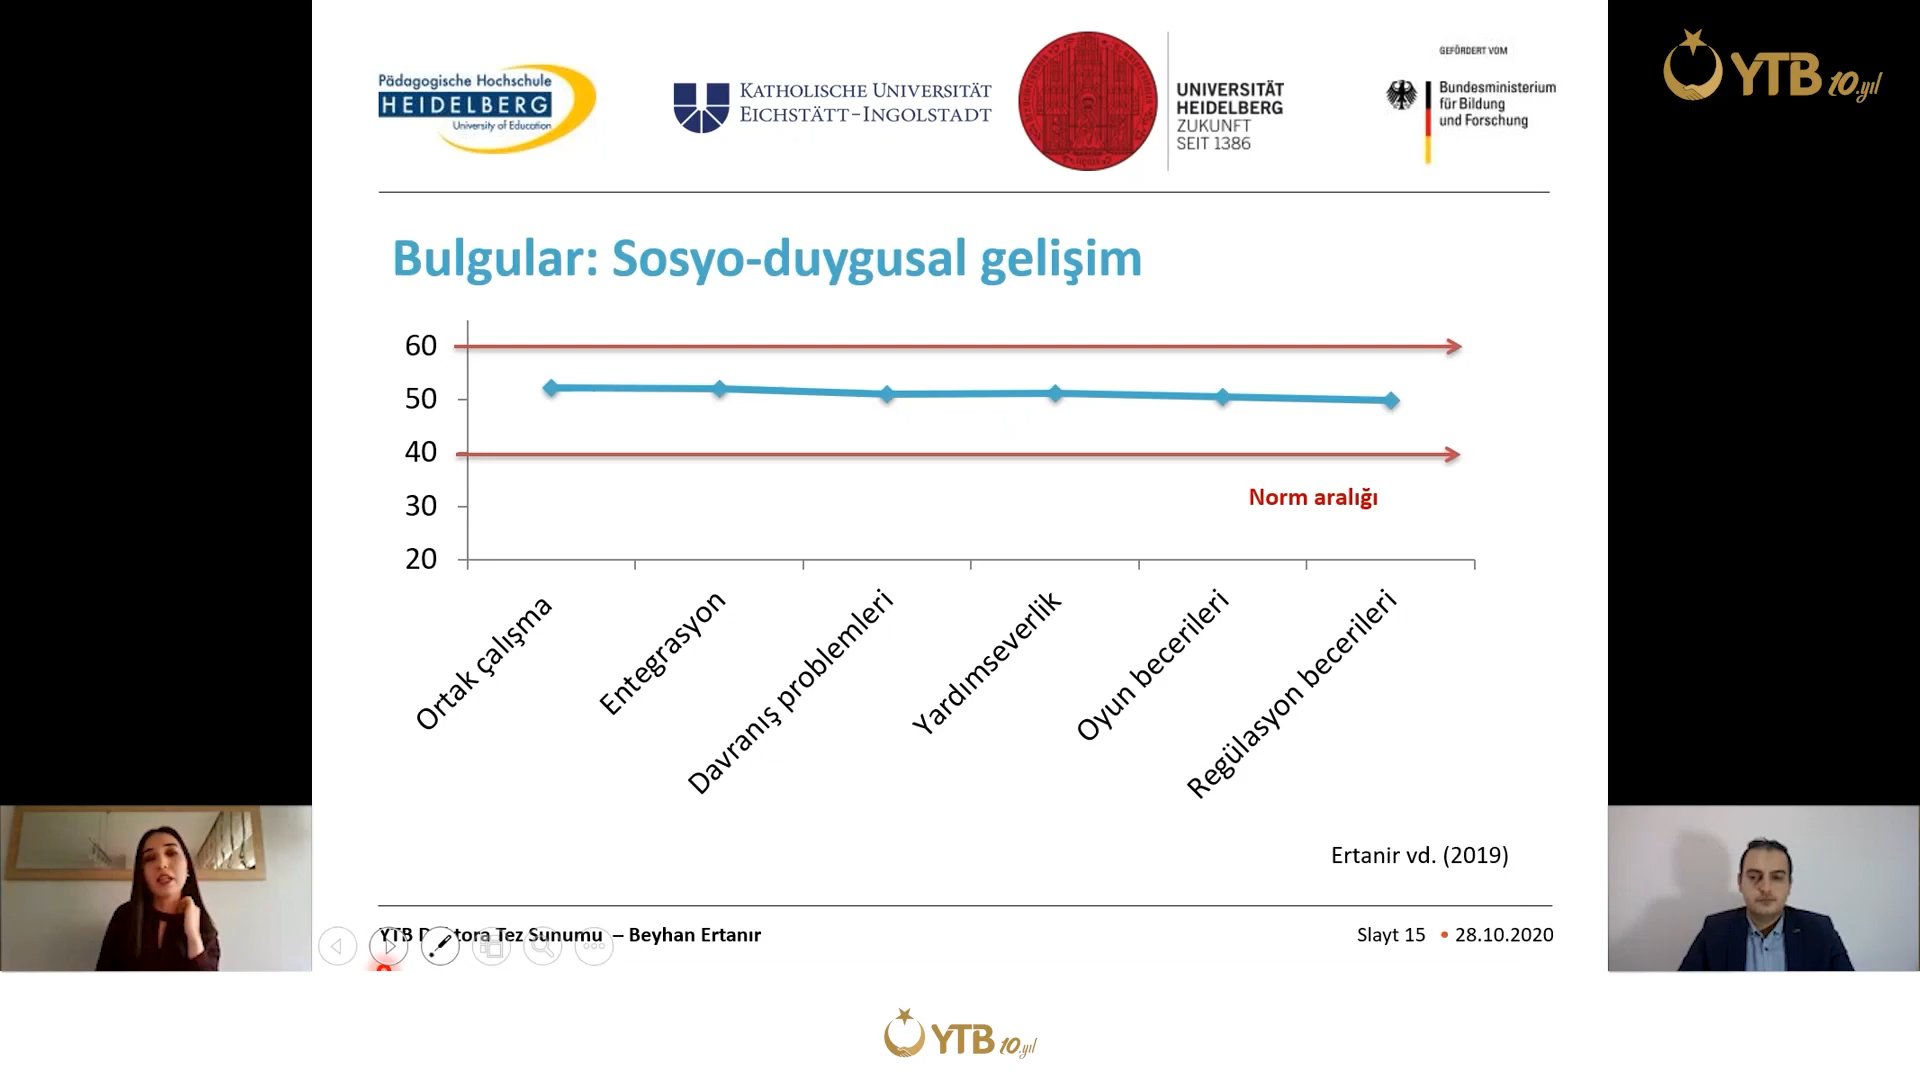 Pädagogische Hochschule
HEIDELBERG
University of Education
KATHOLISCHE UNIVERSITÄT
EICHSTÄTT-INGOLSTADT
UNIVERSITÄT
HEIDELBERG
ZUKUNFT
SEIT 1386
GEFÖRDERT VOM
Bundesministerium
für Bildung
und Forschung
YTB 10.yıl
Bulgular: Sosyo-duygusal gelişim
60
50
40
30
20
Norm aralığı
Ortak çalışma
Entegrasyon
Davranış problemleri
Yardımseverlik
Oyun becerileri
Regülasyon becerileri
Ertanir vd. (2019)
YTB Doktora Tez Sunumu – Beyhan Ertanır
Slayt 15 • 28.10.2020
YTB 10.yıl